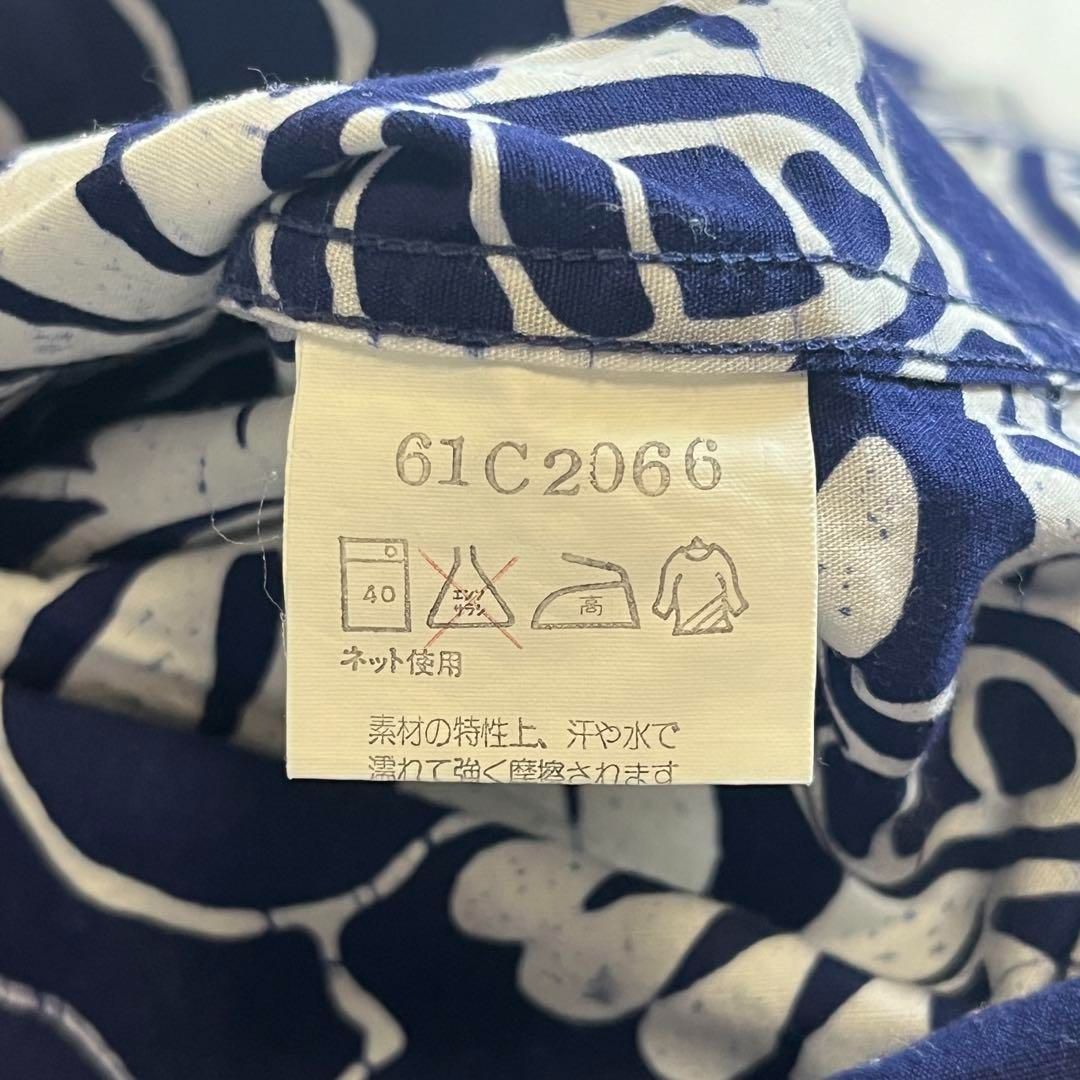 61C2066
40
エンソ
サラシ
高
ネット使用
素材の特性上、汗や水で
濡れて強く摩擦されます